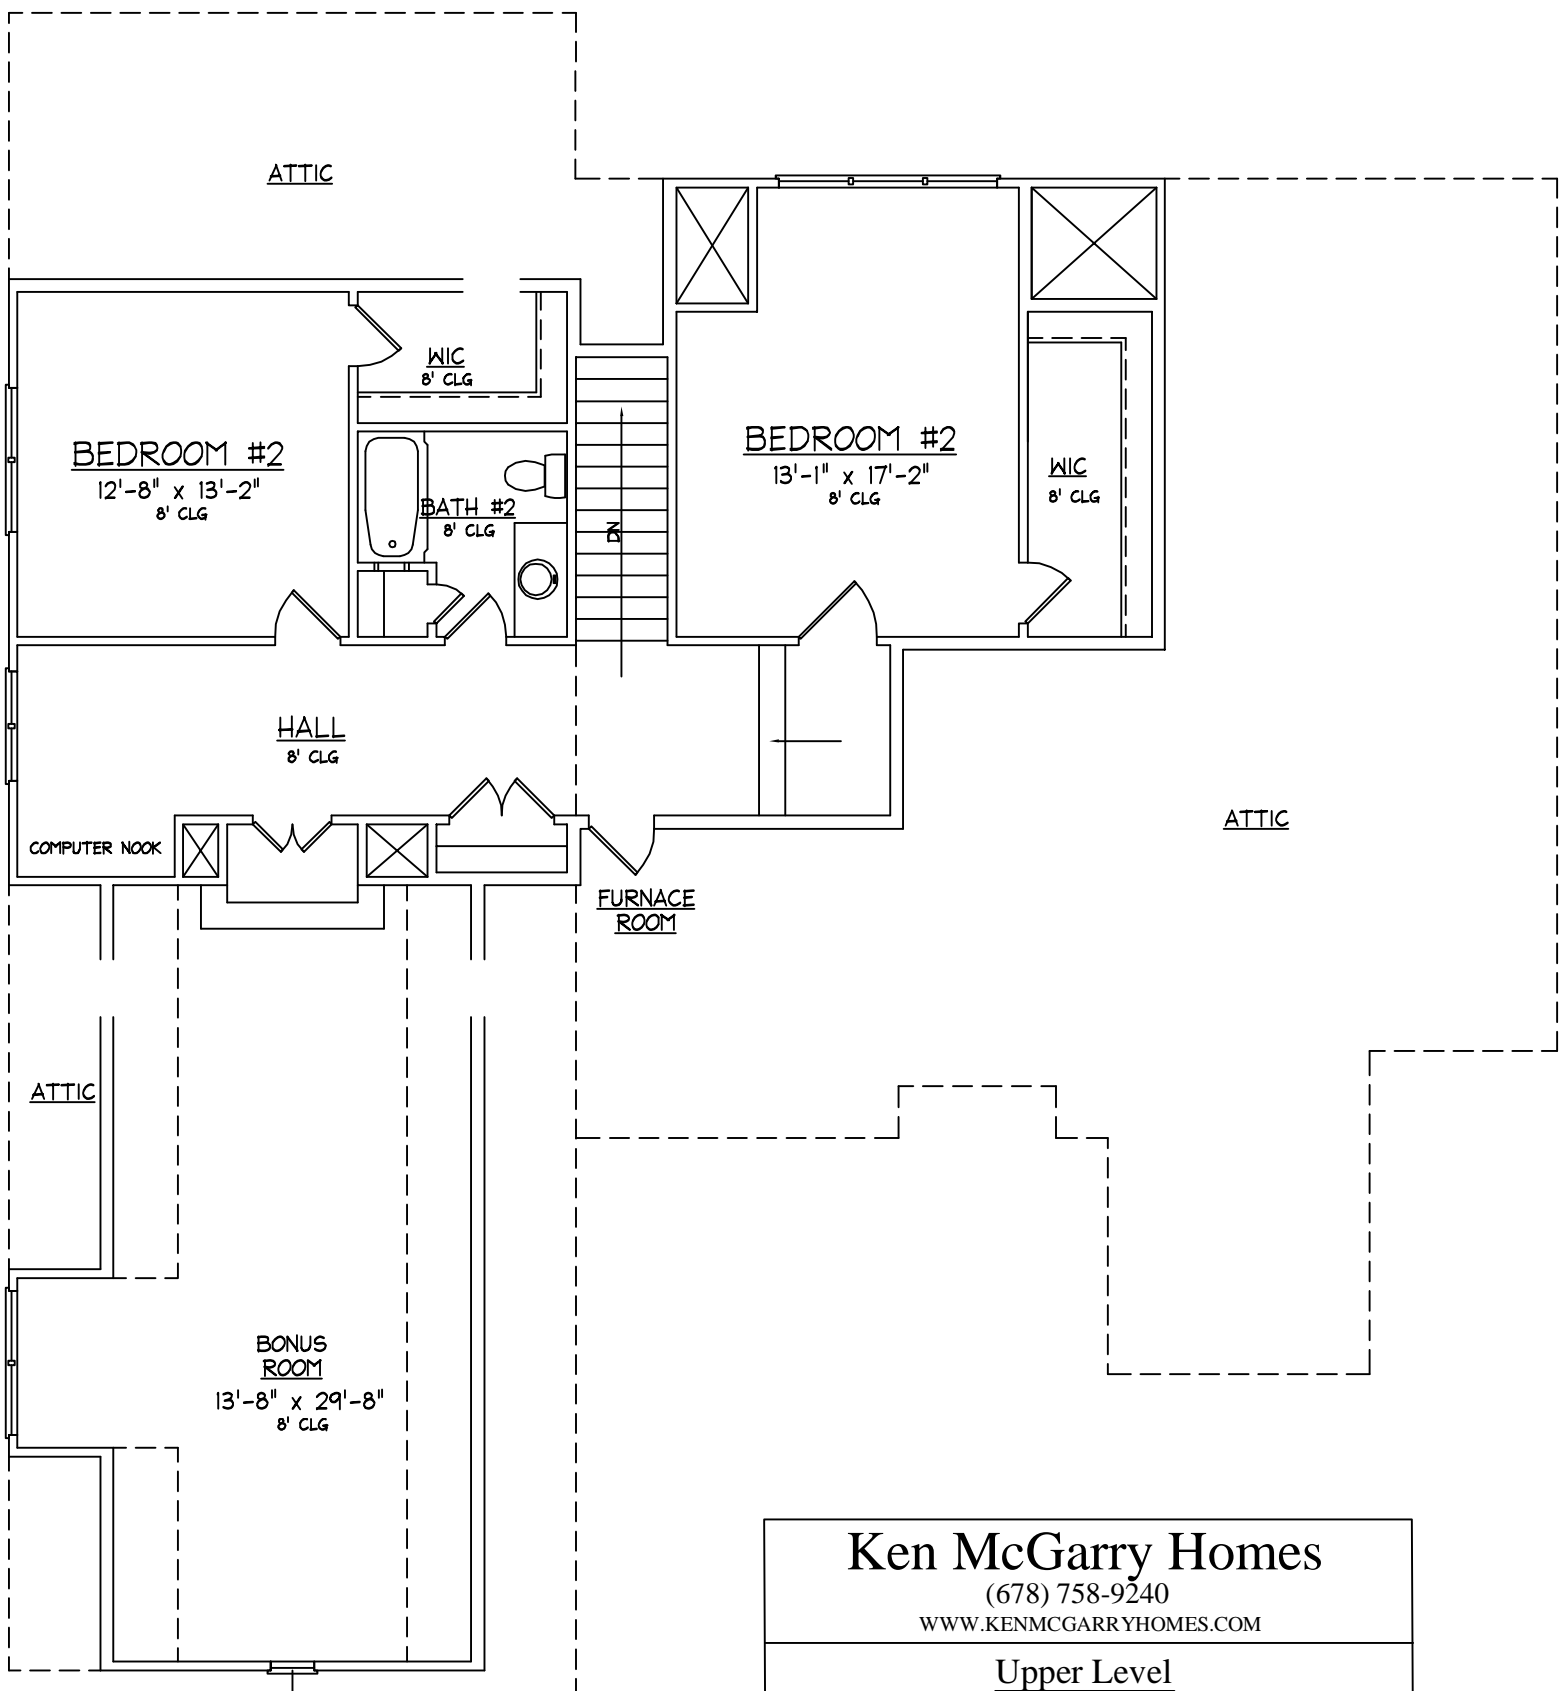 ATTIC
WIC
8' CLG
BEDROOM #2
12'-8" x 13'-2"
8' CLG
BATH #2
8' CLG
DN
BEDROOM #2
13'-1" x 17'-2"
8' CLG
WIC
8' CLG
HALL
8' CLG
COMPUTER NOOK
ATTIC
FURNACE
ROOM
ATTIC
BONUS
ROOM
13'-8" x 29'-8"
8' CLG
Ken McGarry Homes
(678) 758-9240
WWW.KENMCGARRYHOMES.COM
Upper Level